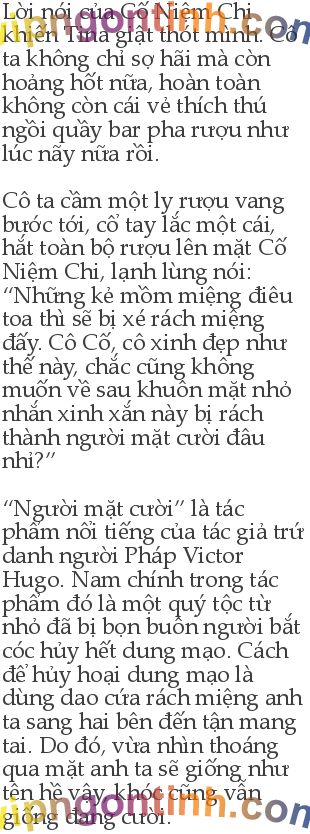 Lời nói của Cố Niệm Chi
khiến Tina giật thót mình. Cô
ta không chỉ sợ hãi mà còn
hoảng hốt nữa, hoàn toàn
không còn cái vẻ thích thú
ngồi quầy bar pha rượu như
lúc nãy nữa rồi.
Cô ta cầm một ly rượu vang
bước tới, cổ tay lắc một cái,
hắt toàn bộ rượu lên mặt Cố
Niệm Chi, lạnh lùng nói:
“Những kẻ mồm miệng điêu
toa thì sẽ bị xé rách miệng
đấy. Cô Cố, cô xinh đẹp như
thế này, chắc cũng không
muốn về sau khuôn mặt nhỏ
nhắn xinh xắn này bị rách
thành người mặt cười đâu
nhỉ?”
“Người mặt cười” là tác
phẩm nổi tiếng của tác giả trứ
danh người Pháp Victor
Hugo. Nam chính trong tác
phẩm đó là một quý tộc từ
nhỏ đã bị bọn buôn người bắt
cóc hủy hết dung mạo. Cách
để hủy hoại dung mạo là
dùng dao cứa rách miệng anh
ta sang hai bên đến tận mang
tai. Do đó, vừa nhìn thoáng
qua mặt anh ta sẽ giống như
tên hề vậy, khóc cũng vẫn
giống đang cười.
vipngontinh.com
vipngontinh.com